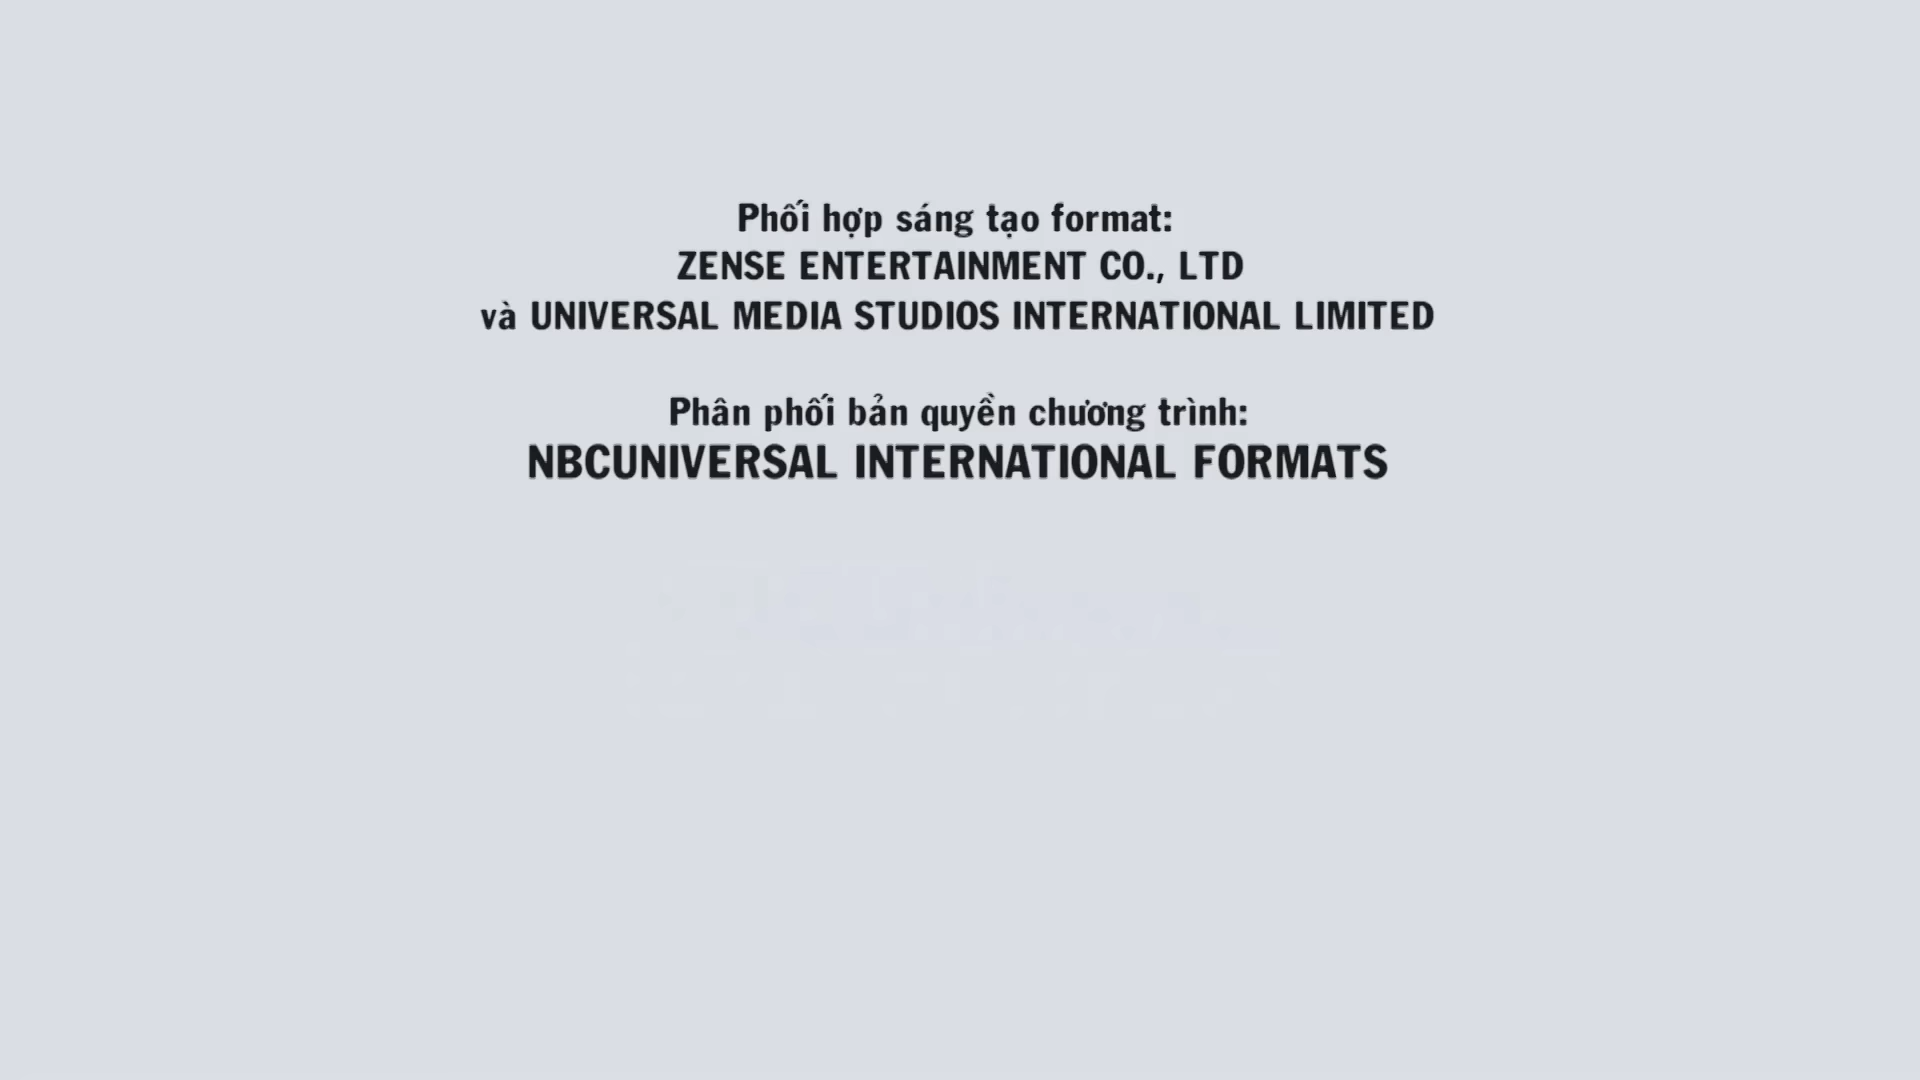 Phối hợp sáng tạo format:
ZENSE ENTERTAINMENT CO., LTD
và UNIVERSAL MEDIA STUDIOS INTERNATIONAL LIMITED
Phân phối bản quyền chương trình:
NBCUNIVERSAL INTERNATIONAL FORMATS